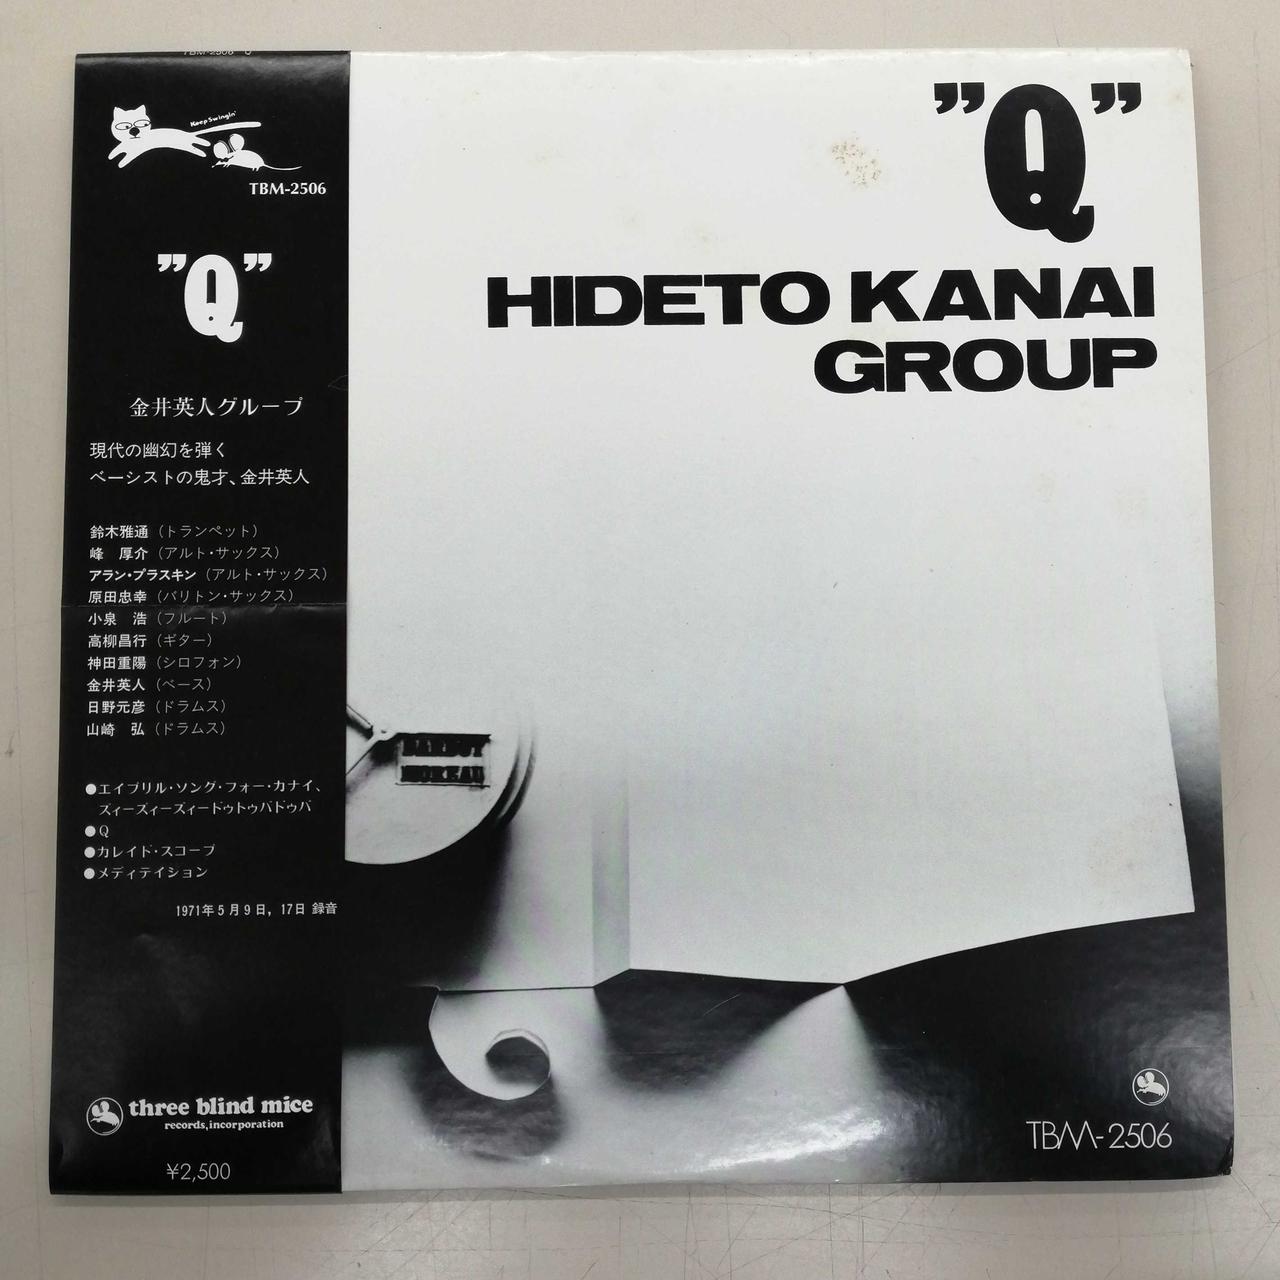 TBM-2506 Q
Keep Swingin'
TBM-2506
"Q"
金井英人グループ
現代の幽幻を弾く
ベーシストの鬼才、金井英人
鈴木雅通（トランペット）
峰　厚介（アルト・サックス）
アラン・プラスキン（アルト・サックス）
原田忠幸（バリトン・サックス）
小泉　浩（フルート）
高柳昌行（ギター）
神田重陽（シロフォン）
金井英人（ベース）
日野元彦（ドラムス）
山崎　弘（ドラムス）
●エイプリル・ソング・フォー・カナイ、
ズィーズィーズィードゥトゥバドゥバ
●Q
●カレイド・スコープ
●メディテイション
1971年5月9日，17日 録音
three blind mice
records,incorporation
¥2,500
"Q"
HIDETO KANAI
GROUP
MOREAU
TBM-2506